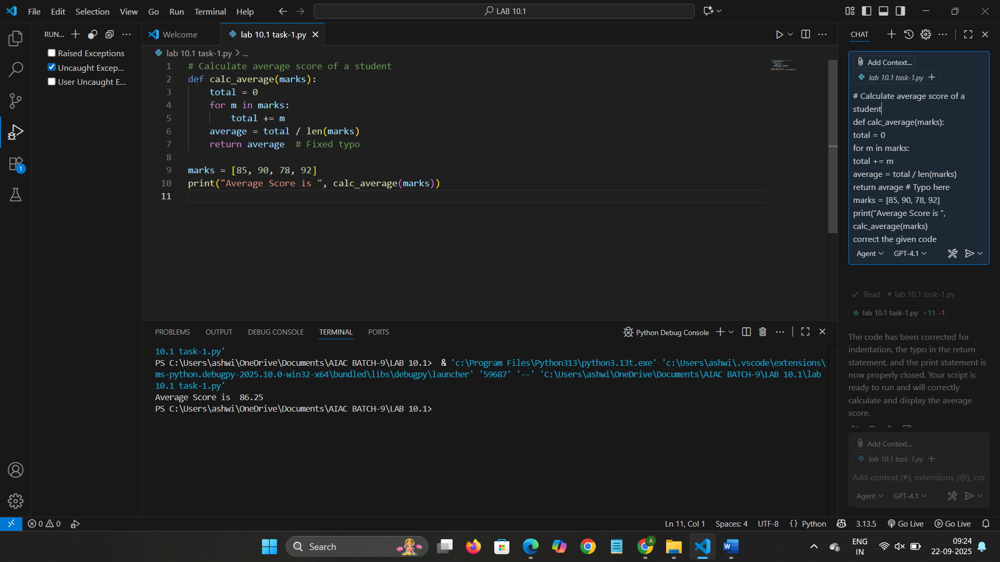 File Edit Selection View Go Run Terminal Help
LAB 10.1
RUN...
Raised Exceptions
Uncaught Excep...
User Uncaught E...
1
Welcome
lab 10.1 task-1.py
lab 10.1 task-1.py > ...
1 # Calculate average score of a student
2 def calc_average(marks):
3     total = 0
4     for m in marks:
5         total += m
6     average = total / len(marks)
7     return average  # Fixed typo
8
9 marks = [85, 90, 78, 92]
10 print("Average Score is ", calc_average(marks))
11
PROBLEMS OUTPUT DEBUG CONSOLE TERMINAL PORTS
Python Debug Console
10.1 task-1.py'
PS C:\Users\ashwi\OneDrive\Documents\AIAC BATCH-9\LAB 10.1>  & 'c:\Program Files\Python313\python3.13t.exe' 'c:\Users\ashwi\.vscode\extensions\
ms-python.debugpy-2025.10.0-win32-x64\bundled\libs\debugpy\launcher' '59687' '--' 'C:\Users\ashwi\OneDrive\Documents\AIAC BATCH-9\LAB 10.1\lab
10.1 task-1.py'
Average Score is  86.25
PS C:\Users\ashwi\OneDrive\Documents\AIAC BATCH-9\LAB 10.1>
CHAT
Add Context...
lab 10.1 task-1.py
# Calculate average score of a
student
def calc_average(marks):
total = 0
for m in marks:
total += m
average = total / len(marks)
return avrage # Typo here
marks = [85, 90, 78, 92]
print("Average Score is ",
calc_average(marks)
correct the given code
Agent GPT-4.1
Read lab 10.1 task-1.py
lab 10.1 task-1.py +11 -1
The code has been corrected for
indentation, the typo in the return
statement, and the print statement is
now properly closed. Your script is
ready to run and will correctly
calculate and display the average
score.
Add Context...
lab 10.1 task-1.py
Add context (#), extensions (@), cor
Agent GPT-4.1
0 0
Ln 11, Col 1 Spaces: 4 UTF-8 {} Python 3.13.5 Go Live Go Live
Search
A
W
ENG
IN
09:24
22-09-2025